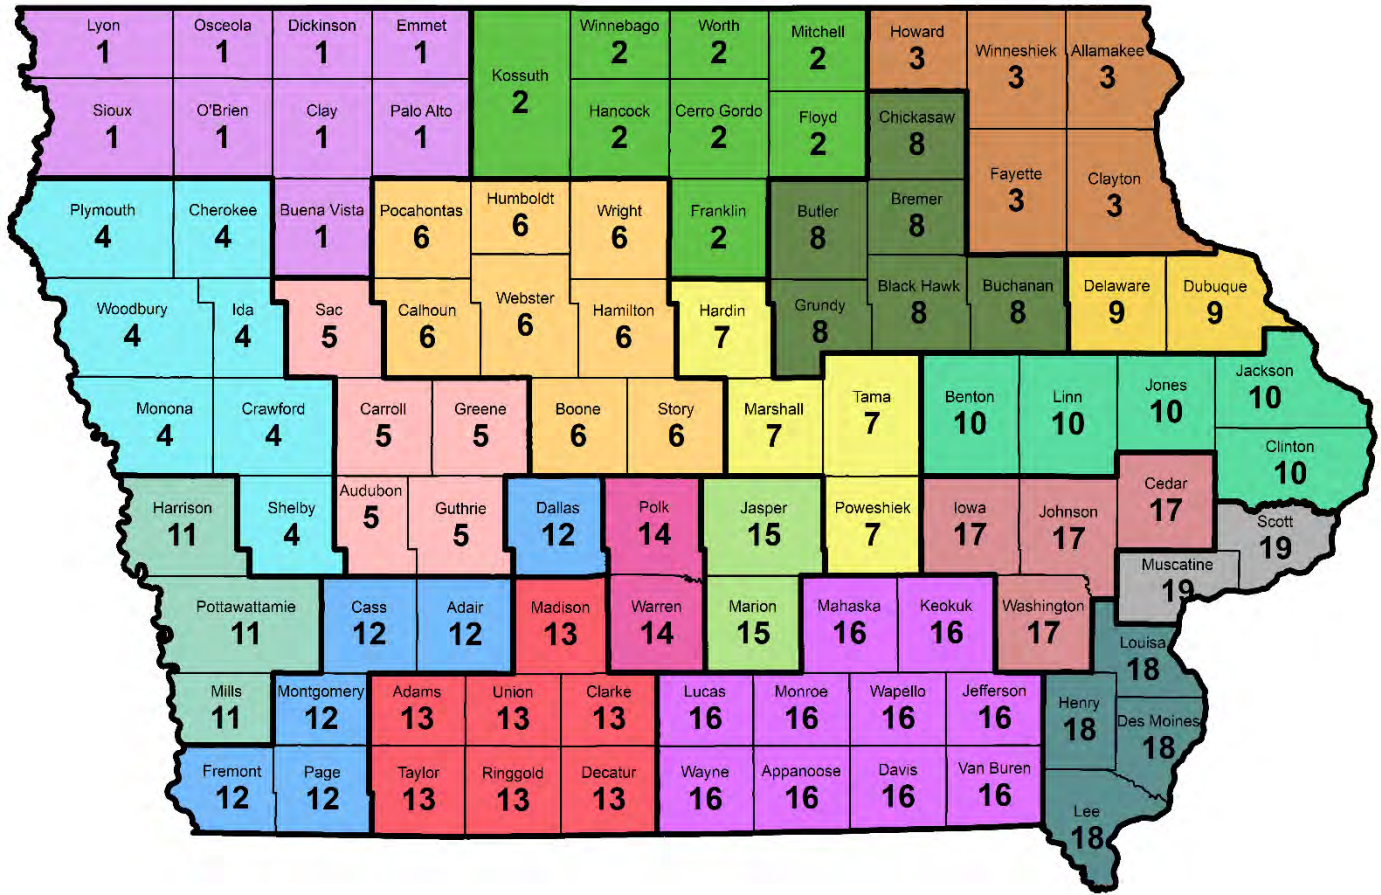 Lyon
1
Osceola
1
Dickinson
1
Emmet
1
Kossuth
2
Winnebago
2
Worth
2
Mitchell
2
Howard
3
Winneshiek
3
Allamakee
3
Sioux
1
O'Brien
1
Clay
1
Palo Alto
1
Hancock
2
Cerro Gordo
2
Floyd
2
Chickasaw
8
Fayette
3
Clayton
3
Plymouth
4
Cherokee
4
Buena Vista
1
Pocahontas
6
Humboldt
6
Wright
6
Franklin
2
Butler
8
Bremer
8
Woodbury
4
Ida
4
Sac
5
Calhoun
6
Webster
6
Hamilton
6
Hardin
7
Grundy
8
Black Hawk
8
Buchanan
8
Delaware
9
Dubuque
9
Monona
4
Crawford
4
Carroll
5
Greene
5
Boone
6
Story
6
Marshall
7
Tama
7
Benton
10
Linn
10
Jones
10
Jackson
10
Clinton
10
Harrison
11
Shelby
4
Audubon
5
Guthrie
5
Dallas
12
Polk
14
Jasper
15
Poweshiek
7
Iowa
17
Johnson
17
Cedar
17
Scott
19
Muscatine
19
Pottawattamie
11
Cass
12
Adair
12
Madison
13
Warren
14
Marion
15
Mahaska
16
Keokuk
16
Washington
17
Louisa
18
Mills
11
Montgomery
12
Adams
13
Union
13
Clarke
13
Lucas
16
Monroe
16
Wapello
16
Jefferson
16
Henry
18
Des Moines
18
Fremont
12
Page
12
Taylor
13
Ringgold
13
Decatur
13
Wayne
16
Appanoose
16
Davis
16
Van Buren
16
Lee
18